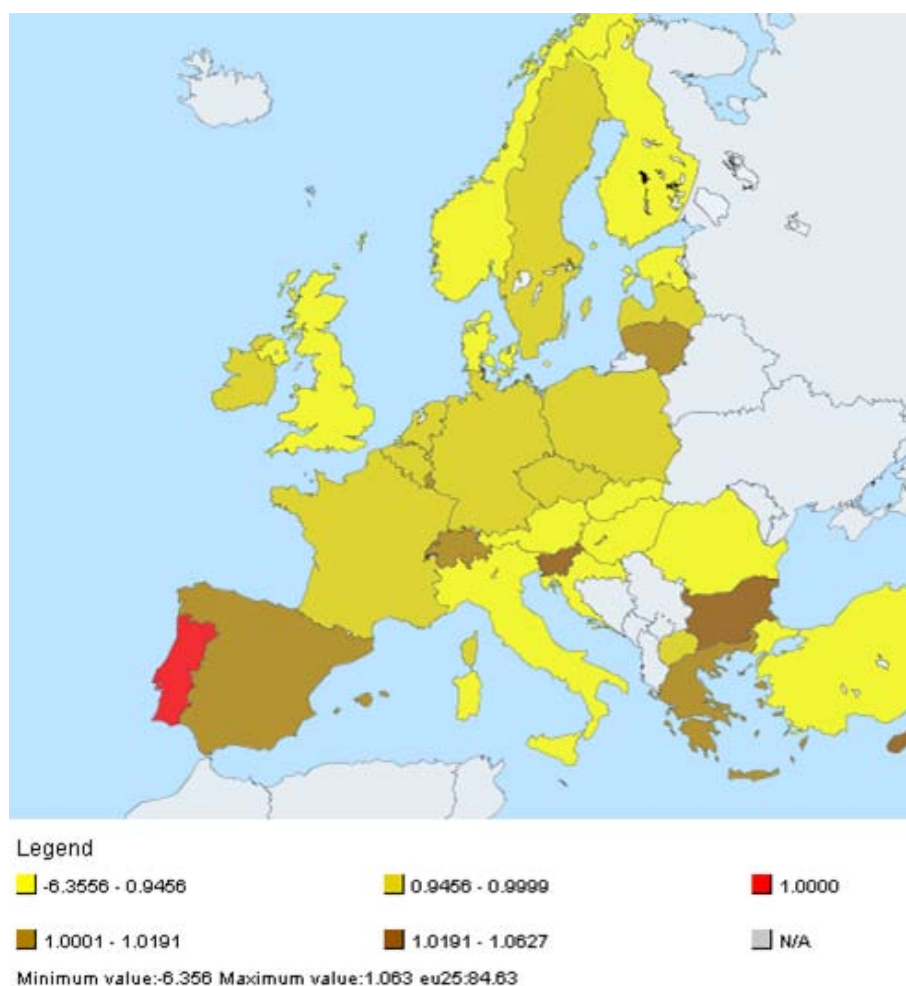 Legend
-6.3556 - 0.9456 0.9456 - 0.9999 1.0000
1.0001 - 1.0191 1.0191 - 1.0627 N/A
Minimum value:-6.356 Maximum value:1.063 eu25:84.63